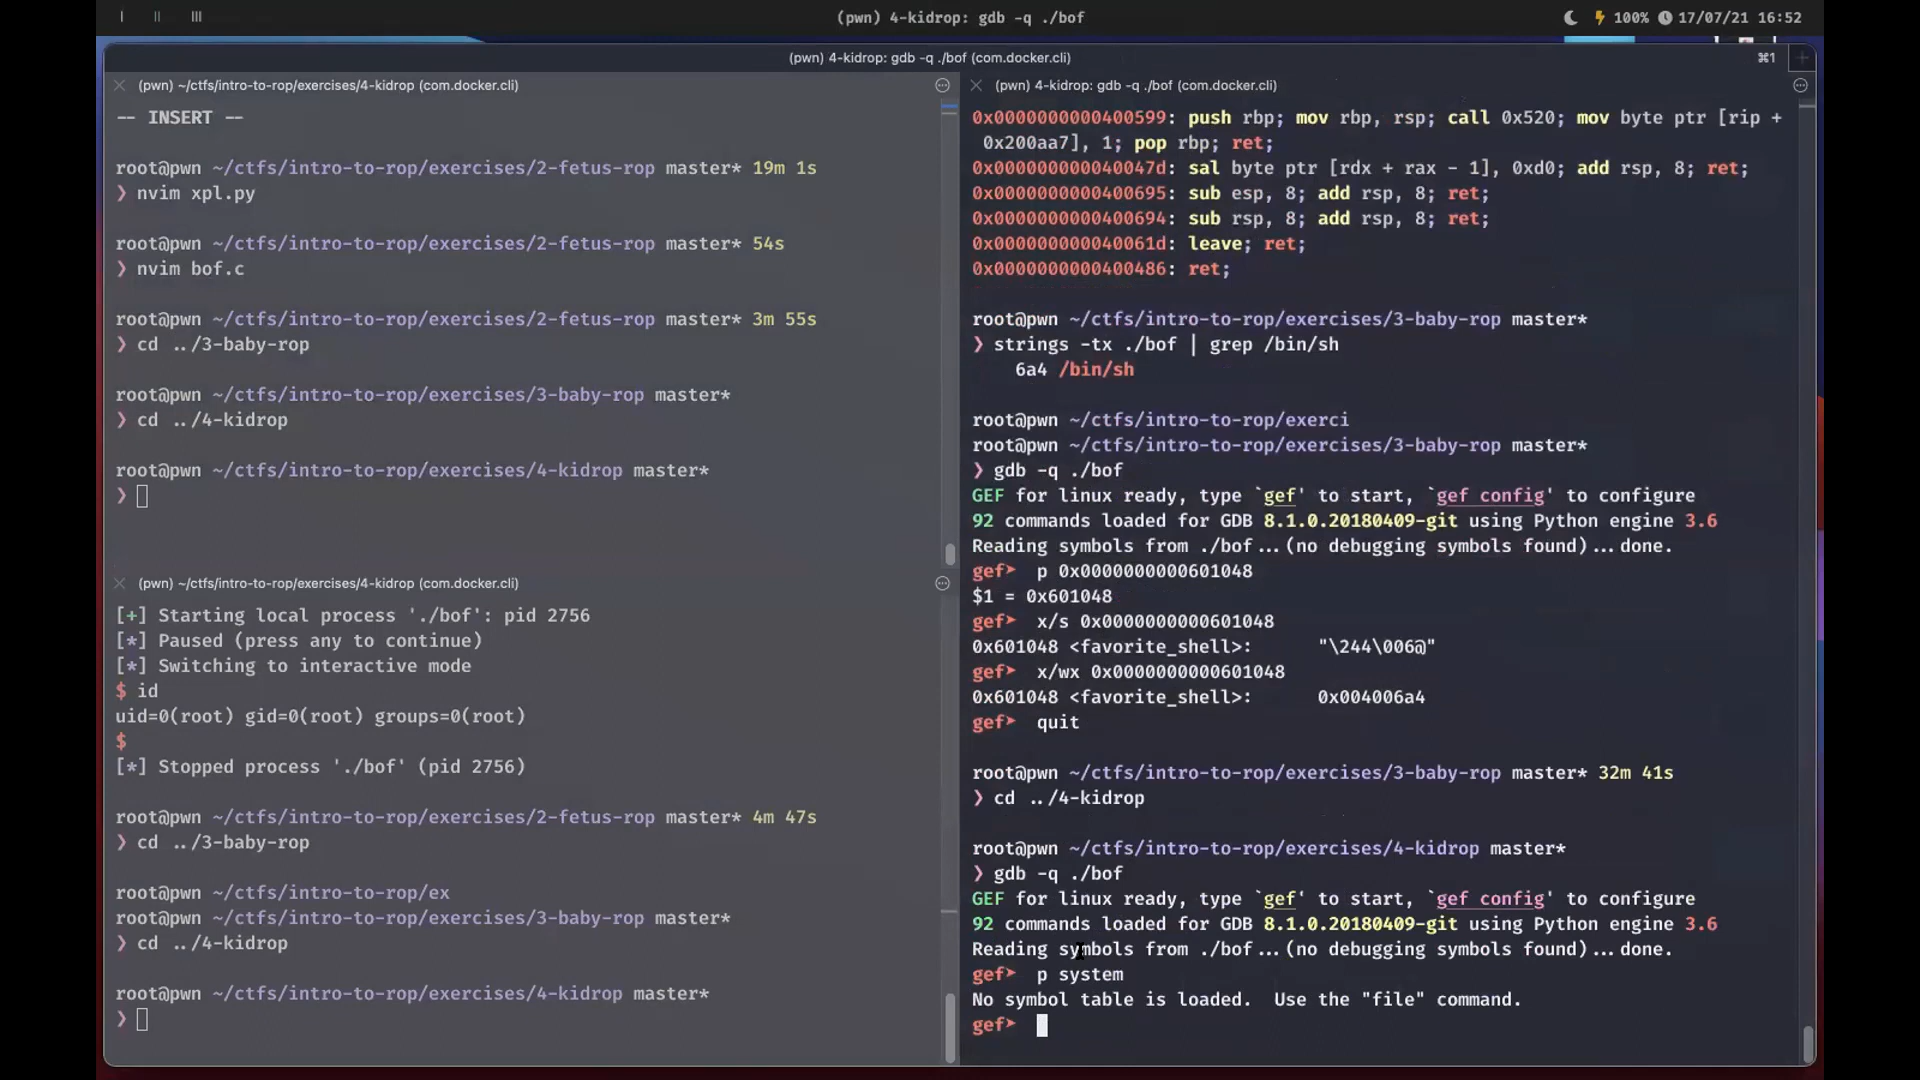 (pwn) 4-kidrop: gdb -q ./bof
100% 17/07/21 16:52
(pwn) 4-kidrop: gdb -q ./bof (com.docker.cli)
⌘1
(pwn) ~/ctfs/intro-to-rop/exercises/4-kidrop (com.docker.cli)
-- INSERT --
root@pwn ~/ctfs/intro-to-rop/exercises/2-fetus-rop master* 19m 1s
❯ nvim xpl.py
root@pwn ~/ctfs/intro-to-rop/exercises/2-fetus-rop master* 54s
❯ nvim bof.c
root@pwn ~/ctfs/intro-to-rop/exercises/2-fetus-rop master* 3m 55s
❯ cd ../3-baby-rop
root@pwn ~/ctfs/intro-to-rop/exercises/3-baby-rop master*
❯ cd ../4-kidrop
root@pwn ~/ctfs/intro-to-rop/exercises/4-kidrop master*
❯
(pwn) ~/ctfs/intro-to-rop/exercises/4-kidrop (com.docker.cli)
[+] Starting local process './bof': pid 2756
[*] Paused (press any to continue)
[*] Switching to interactive mode
$ id
uid=0(root) gid=0(root) groups=0(root)
$
[*] Stopped process './bof' (pid 2756)
root@pwn ~/ctfs/intro-to-rop/exercises/2-fetus-rop master* 4m 47s
❯ cd ../3-baby-rop
root@pwn ~/ctfs/intro-to-rop/ex
root@pwn ~/ctfs/intro-to-rop/exercises/3-baby-rop master*
❯ cd ../4-kidrop
root@pwn ~/ctfs/intro-to-rop/exercises/4-kidrop master*
❯
(pwn) 4-kidrop: gdb -q ./bof (com.docker.cli)
0x0000000000400599: push rbp; mov rbp, rsp; call 0x520; mov byte ptr [rip +
0x200aa7], 1; pop rbp; ret;
0x000000000040047d: sal byte ptr [rdx + rax - 1], 0xd0; add rsp, 8; ret;
0x0000000000400695: sub esp, 8; add rsp, 8; ret;
0x0000000000400694: sub rsp, 8; add rsp, 8; ret;
0x000000000040061d: leave; ret;
0x0000000000400486: ret;
root@pwn ~/ctfs/intro-to-rop/exercises/3-baby-rop master*
❯ strings -tx ./bof | grep /bin/sh
6a4 /bin/sh
root@pwn ~/ctfs/intro-to-rop/exerci
root@pwn ~/ctfs/intro-to-rop/exercises/3-baby-rop master*
❯ gdb -q ./bof
GEF for linux ready, type `gef' to start, `gef config' to configure
92 commands loaded for GDB 8.1.0.20180409-git using Python engine 3.6
Reading symbols from ./bof...(no debugging symbols found)...done.
gef➤ p 0x0000000000601048
$1 = 0x601048
gef➤ x/s 0x0000000000601048
0x601048 <favorite_shell>: "\244\006@"
gef➤ x/wx 0x0000000000601048
0x601048 <favorite_shell>: 0x004006a4
gef➤ quit
root@pwn ~/ctfs/intro-to-rop/exercises/3-baby-rop master* 32m 41s
❯ cd ../4-kidrop
root@pwn ~/ctfs/intro-to-rop/exercises/4-kidrop master*
❯ gdb -q ./bof
GEF for linux ready, type `gef' to start, `gef config' to configure
92 commands loaded for GDB 8.1.0.20180409-git using Python engine 3.6
Reading symbols from ./bof...(no debugging symbols found)...done.
gef➤ p system
No symbol table is loaded.  Use the "file" command.
gef➤